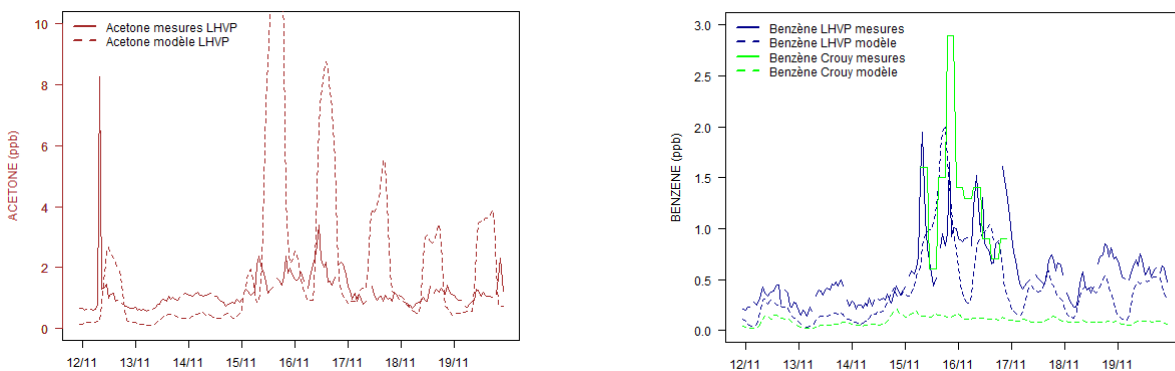 Acetone mesures LHVP
Acetone modèle LHVP
ACETONE (ppb)
10
8
6
4
2
0
12/11 13/11 14/11 15/11 16/11 17/11 18/11 19/11
Benzène LHVP mesures
Benzène LHVP modèle
Benzène Crouy mesures
Benzène Crouy modèle
BENZENE (ppb)
3.0
2.5
2.0
1.5
1.0
0.5
0.0
12/11 13/11 14/11 18/5/11 16/11 17/11 18/11 19/11